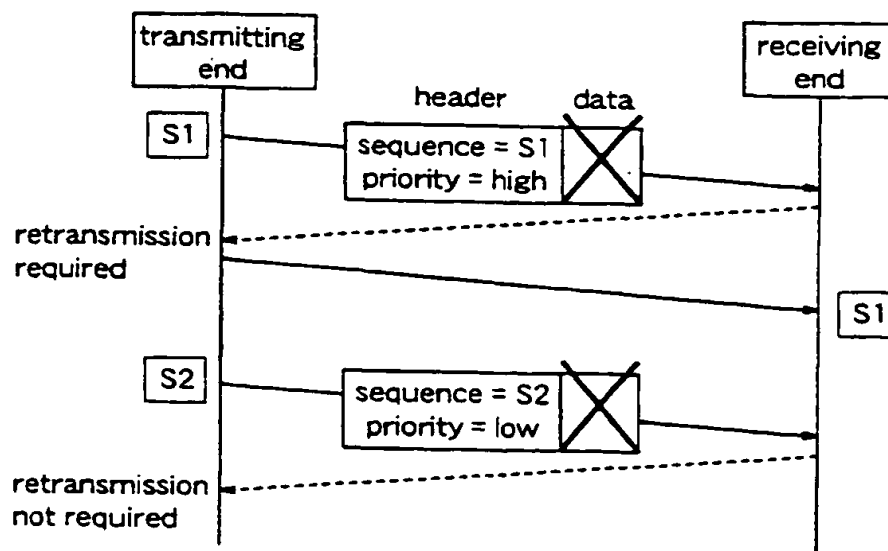 transmitting
end
receiving
end
header
data
S1
sequence = S1
priority = high
retransmission
required
S1
S2
sequence = S2
priority = low
retransmission
not required